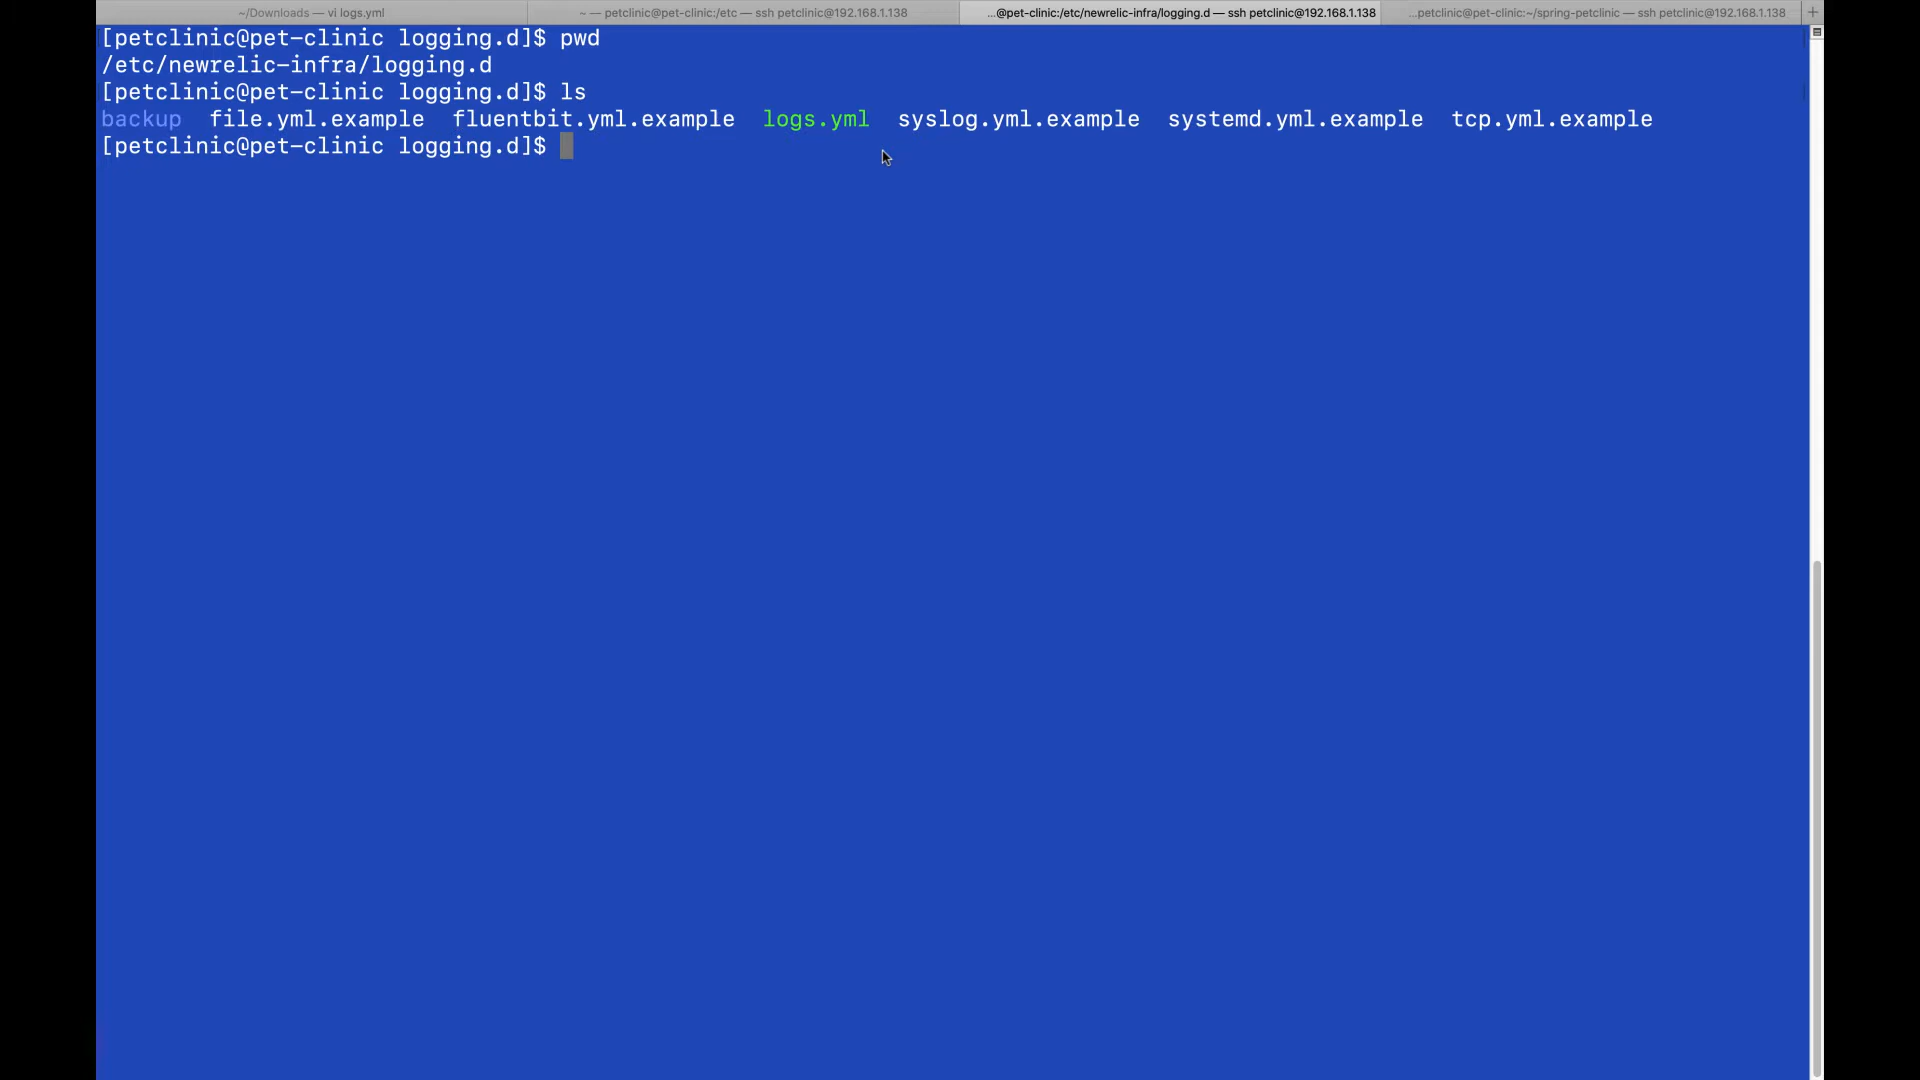 ~/Downloads — vi logs.yml
~ — petclinic@pet-clinic:/etc — ssh petclinic@192.168.1.138
...@pet-clinic:/etc/newrelic-infra/logging.d — ssh petclinic@192.168.1.138
...petclinic@pet-clinic:~/spring-petclinic — ssh petclinic@192.168.1.138
[petclinic@pet-clinic logging.d]$ pwd
/etc/newrelic-infra/logging.d
[petclinic@pet-clinic logging.d]$ ls
backup file.yml.example fluentbit.yml.example logs.yml syslog.yml.example systemd.yml.example tcp.yml.example
[petclinic@pet-clinic logging.d]$